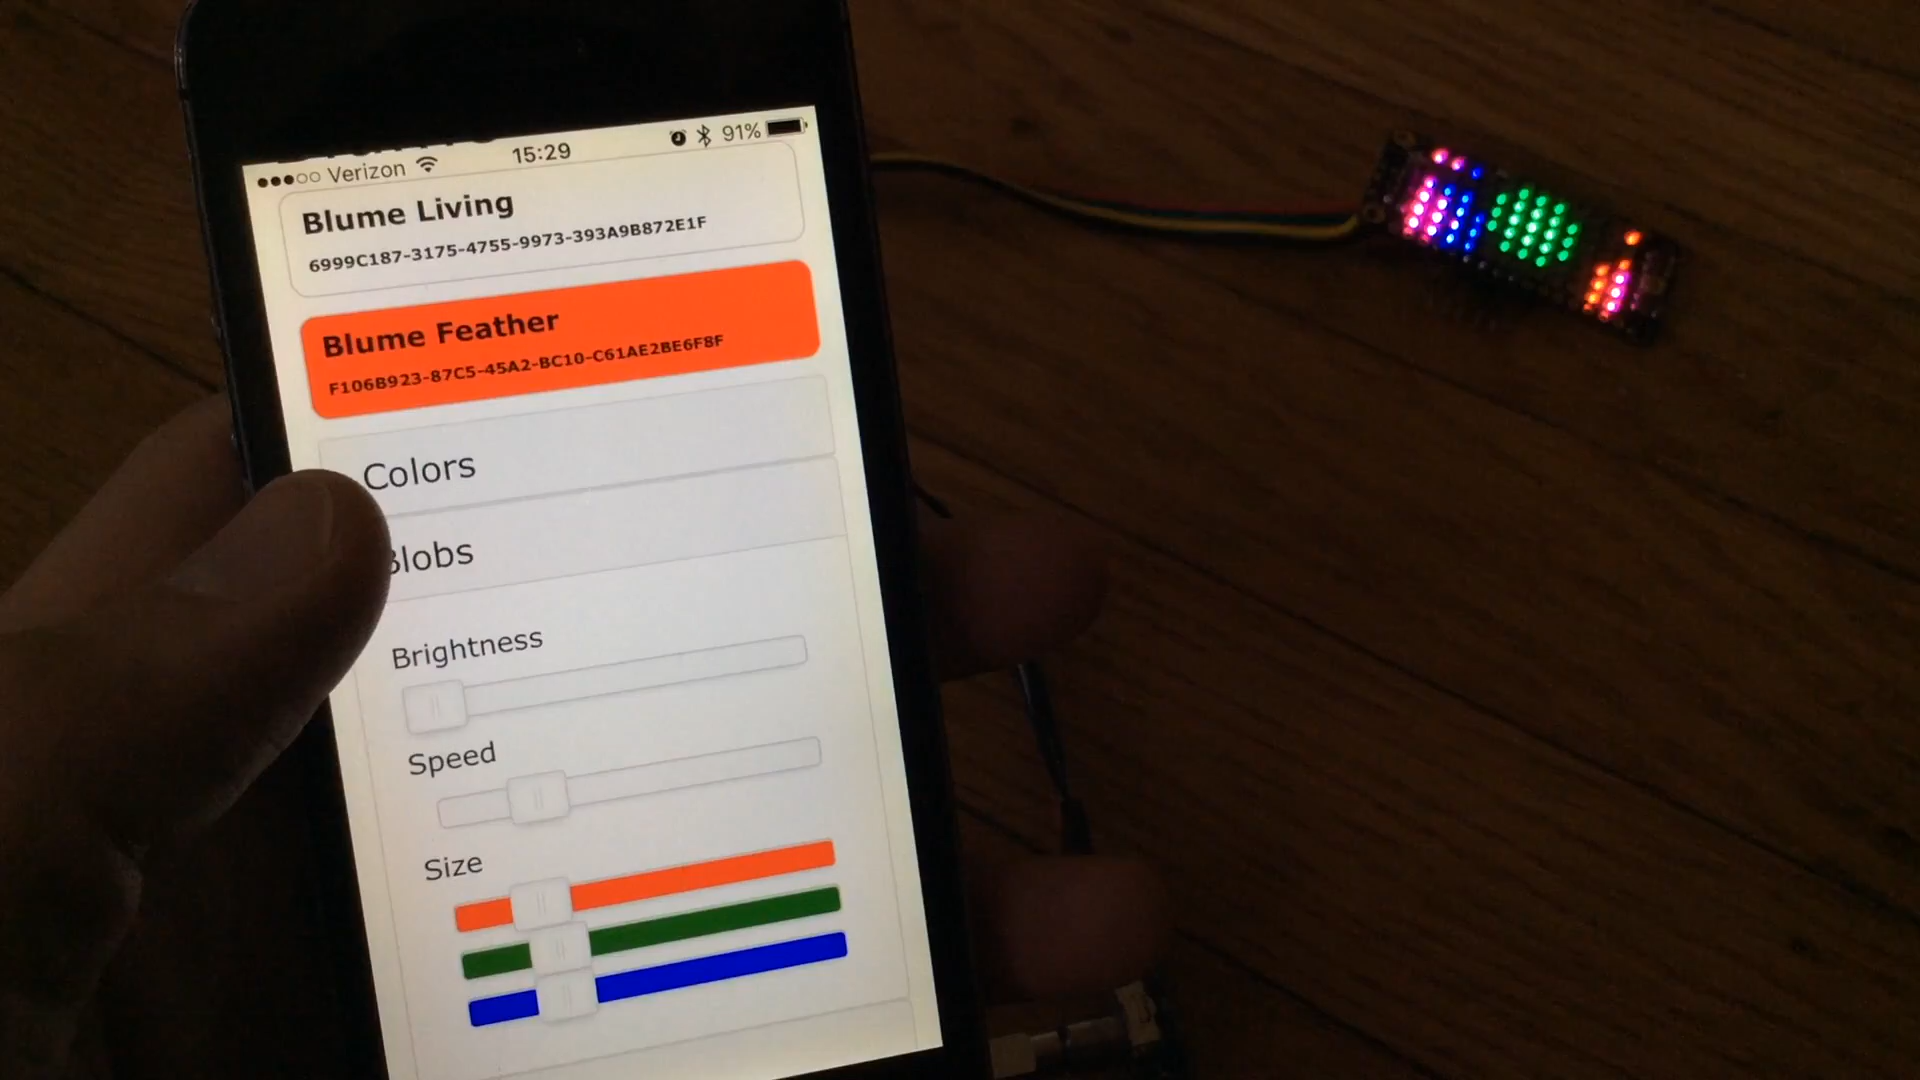 Verizon 15:29 91%
Blume Living
6999C187-3175-4755-9973-393A9B872E1F
Blume Feather
F106B923-87C5-45A2-BC10-C61AE2BE6F8F
Colors
Blobs
Brightness
Speed
Size